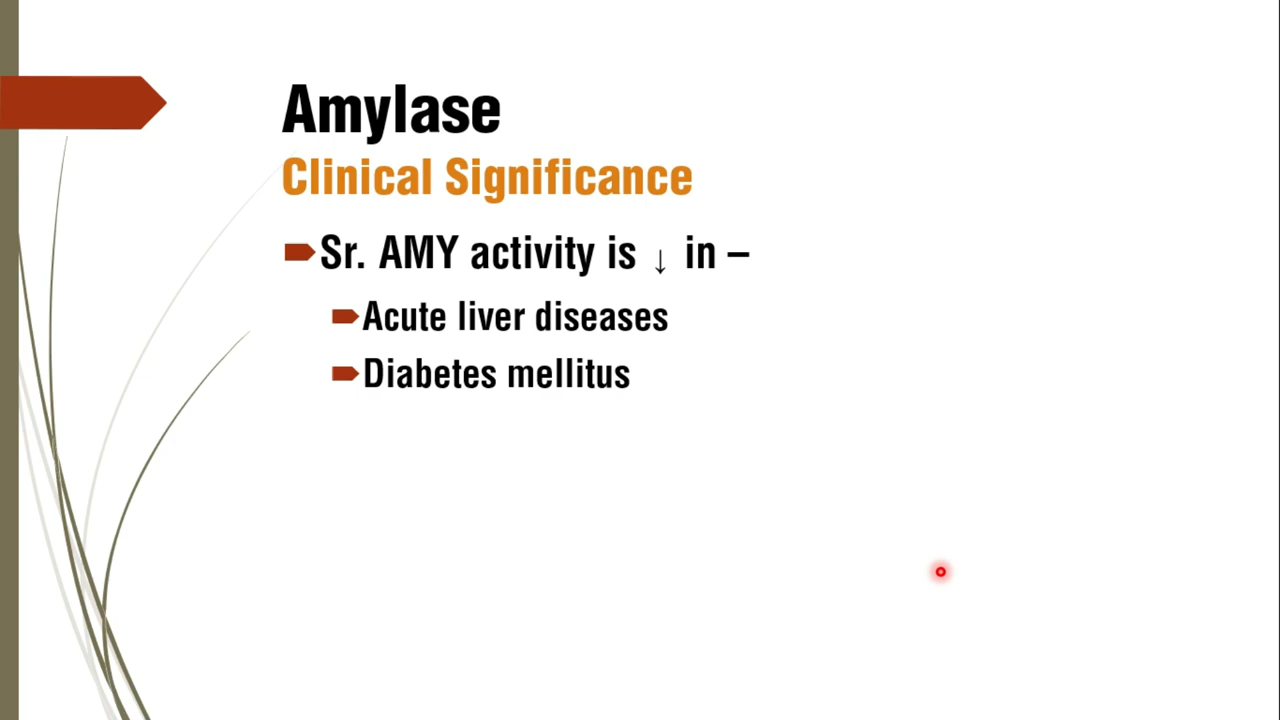 Amylase
Clinical Significance
Sr. AMY activity is ↓ in –
Acute liver diseases
Diabetes mellitus